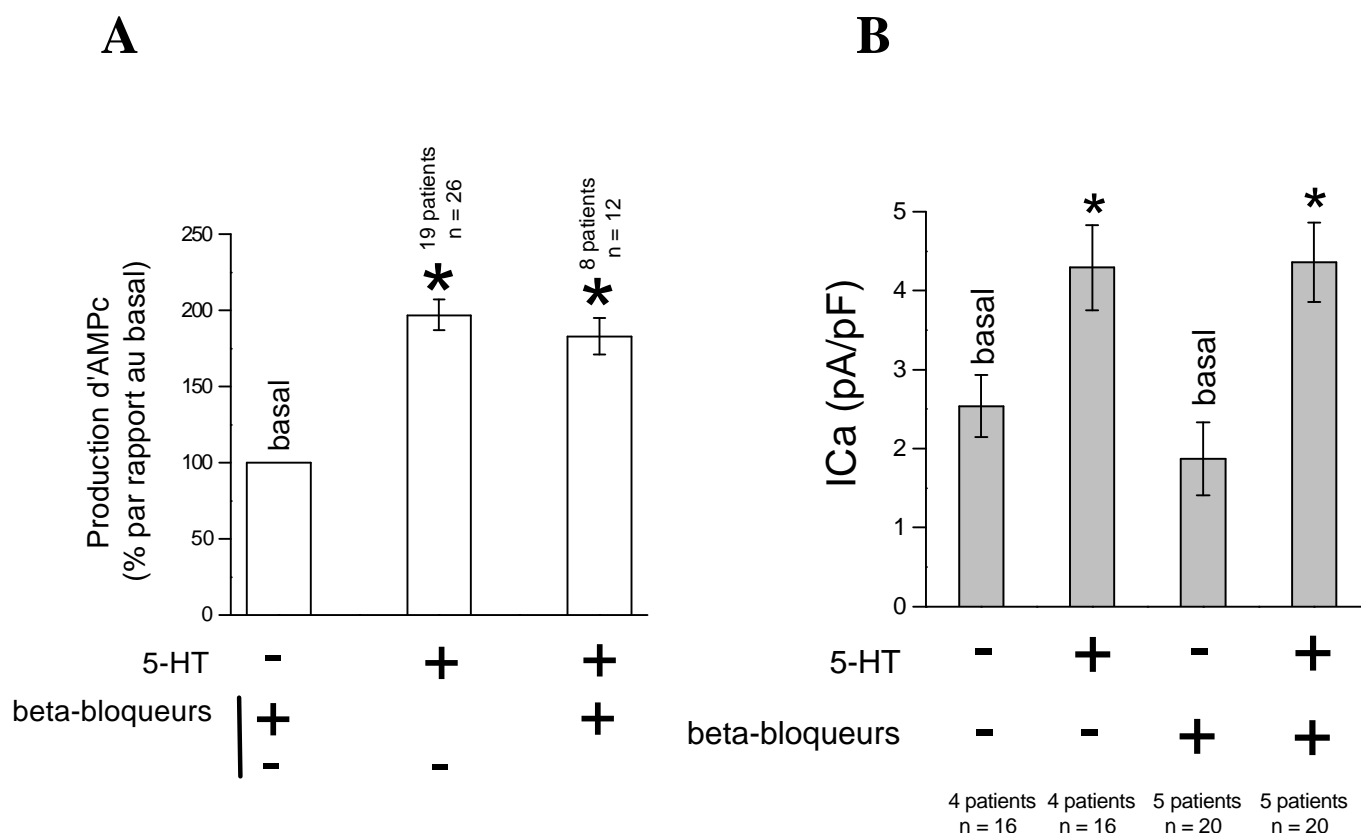 A
B
19 patients
n = 26
8 patients
n = 12
*
*
250
200
150
100
50
0
Production d'AMPc
(% par rapport au basal)
basal
5-HT
-
+
+
beta-bloqueurs
+
+
-
-
*
*
5
4
3
2
1
0
ICa (pA/pF)
basal
basal
5-HT
-
+
-
+
beta-bloqueurs
-
-
+
+
4 patients
n = 16
4 patients
n = 16
5 patients
n = 20
5 patients
n = 20